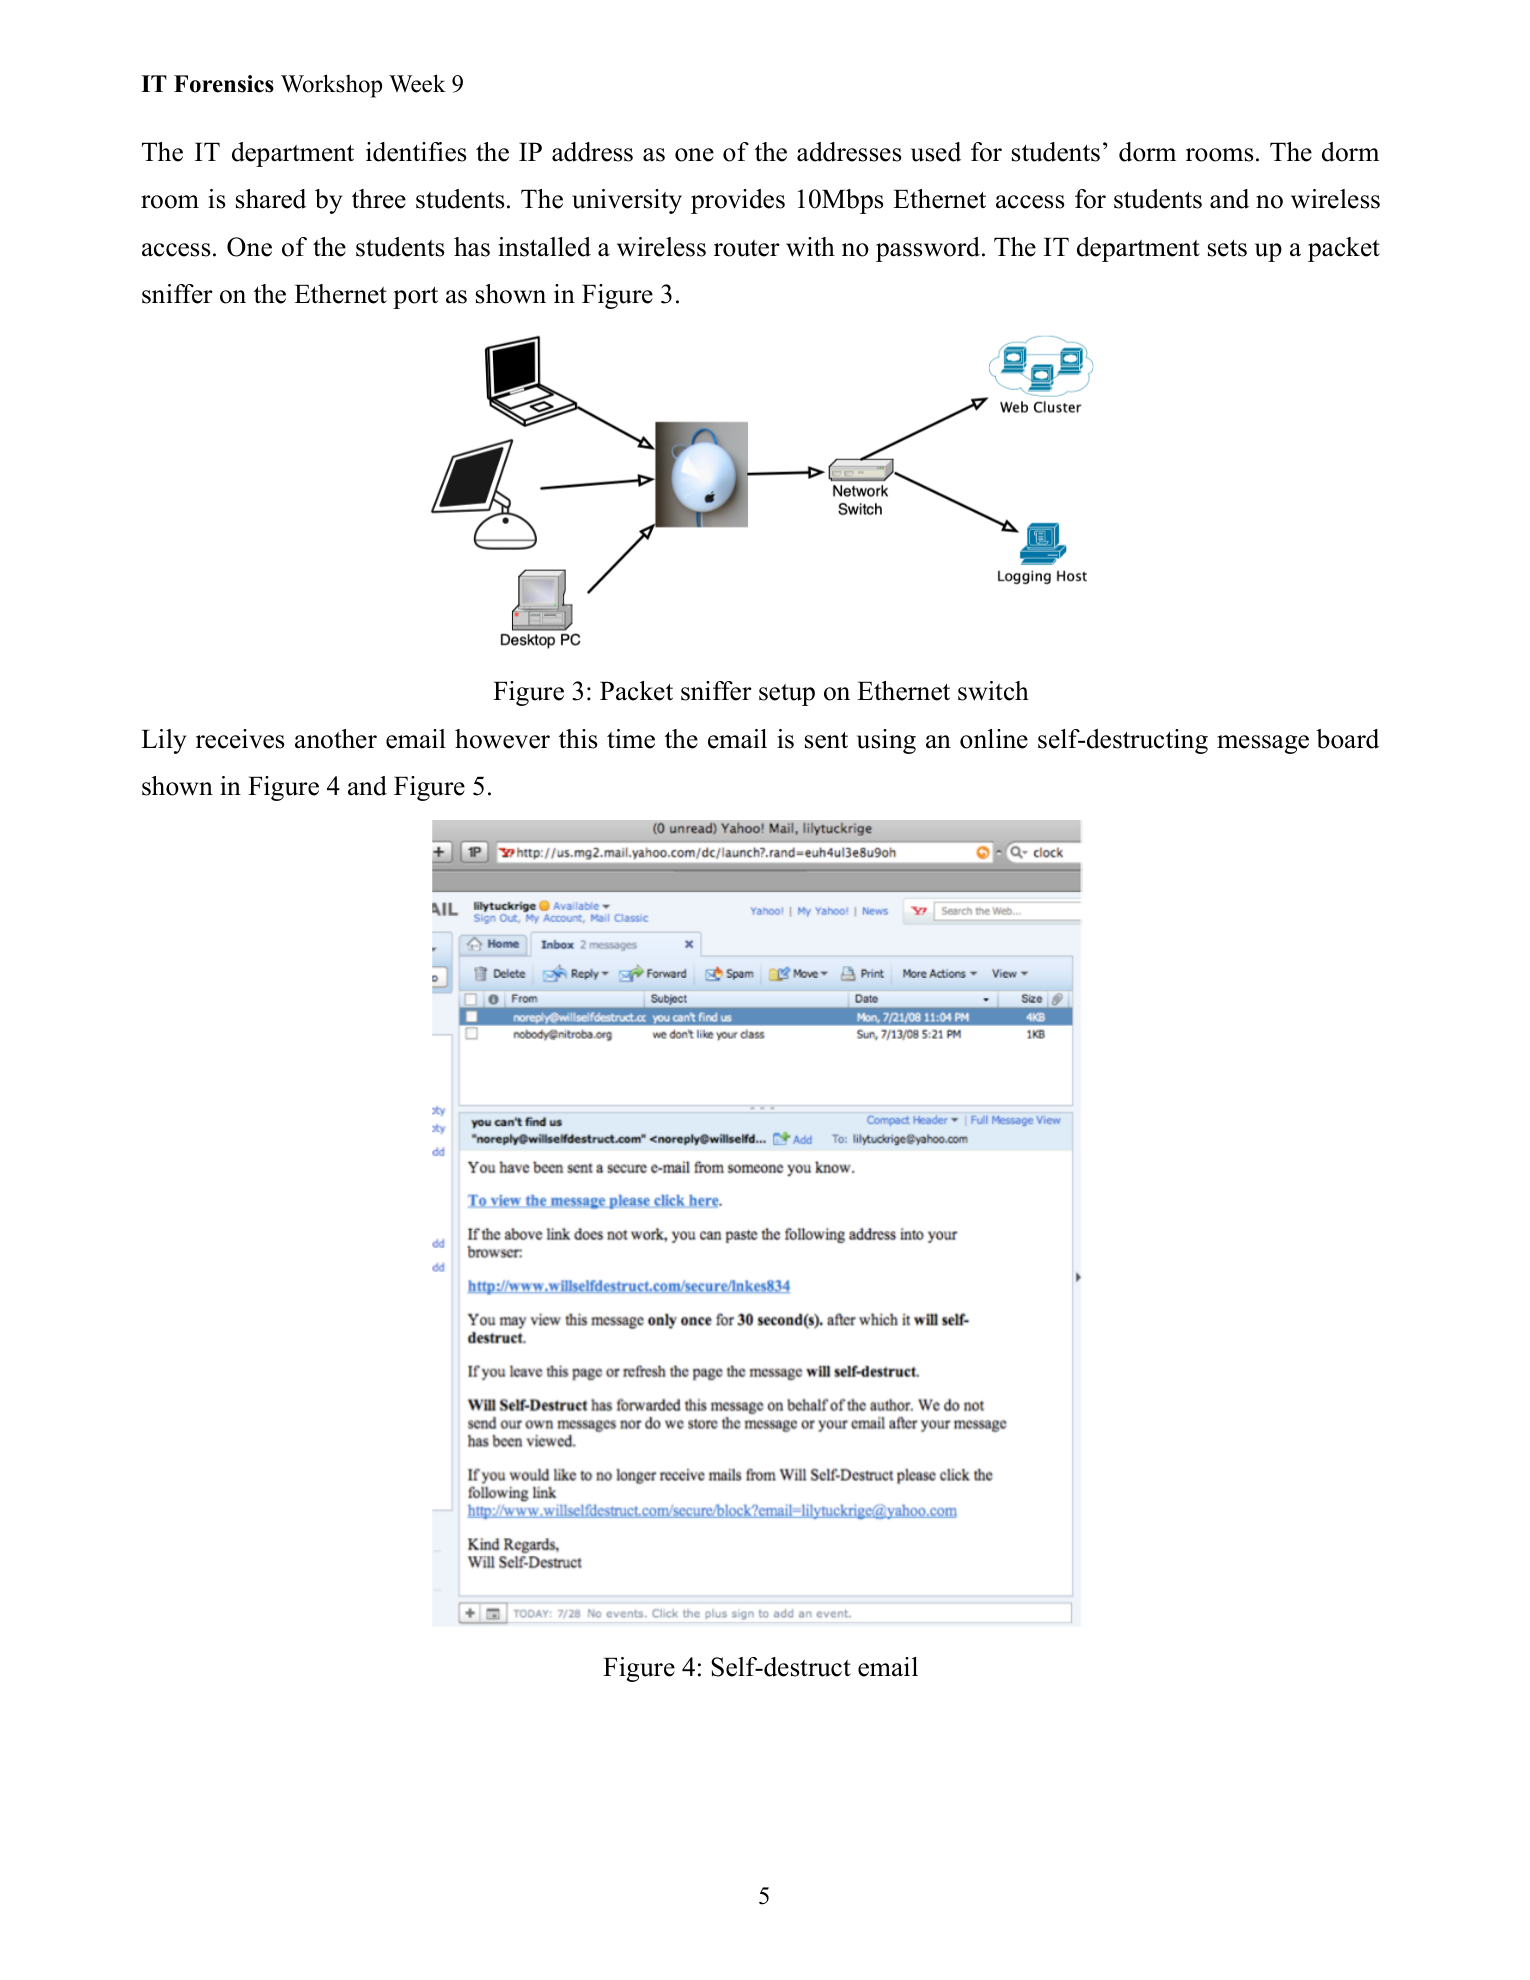 IT Forensics Workshop Week 9
The IT department identifies the IP address as one of the addresses used for students’ dorm rooms. The dorm
room is shared by three students. The university provides 10Mbps Ethernet access for students and no wireless
access. One of the students has installed a wireless router with no password. The IT department sets up a packet
sniffer on the Ethernet port as shown in Figure 3.
Web Cluster
Network
Switch
Logging Host
Desktop PC
Figure 3: Packet sniffer setup on Ethernet switch
Lily receives another email however this time the email is sent using an online self-destructing message board
shown in Figure 4 and Figure 5.
(0 unread) Yahoo! Mail, lilytuckrige
+ 1P http://us.mg2.mail.yahoo.com/dc/launch?.rand=euh4ul3e8u9oh clock
AIL lilytuckrige Available
Sign Out, My Account, Mail Classic Yahoo! | My Yahoo! | News Search the Web...
Home Inbox 2 messages x
Delete Reply Forward Spam Move Print More Actions View
From Subject Date Size
noreply@willselfdestruct.cc you can't find us Mon, 7/21/08 11:04 PM 4KB
nobody@nitroba.org we don't like your class Sun, 7/13/08 5:21 PM 1KB
you can't find us Compact Header | Full Message View
"noreply@willselfdestruct.com" <noreply@willselfd... Add To: lilytuckrige@yahoo.com
You have been sent a secure e-mail from someone you know.
To view the message please click here.
If the above link does not work, you can paste the following address into your
browser:
http://www.willselfdestruct.com/secure/lnkes834
You may view this message only once for 30 second(s). after which it will self-
destruct.
If you leave this page or refresh the page the message will self-destruct.
Will Self-Destruct has forwarded this message on behalf of the author. We do not
send our own messages nor do we store the message or your email after your message
has been viewed.
If you would like to no longer receive mails from Will Self-Destruct please click the
following link
http://www.willselfdestruct.com/secure/block?email=lilytuckrige@yahoo.com
Kind Regards,
Will Self-Destruct
TODAY: 7/28 No events. Click the plus sign to add an event.
Figure 4: Self-destruct email
5